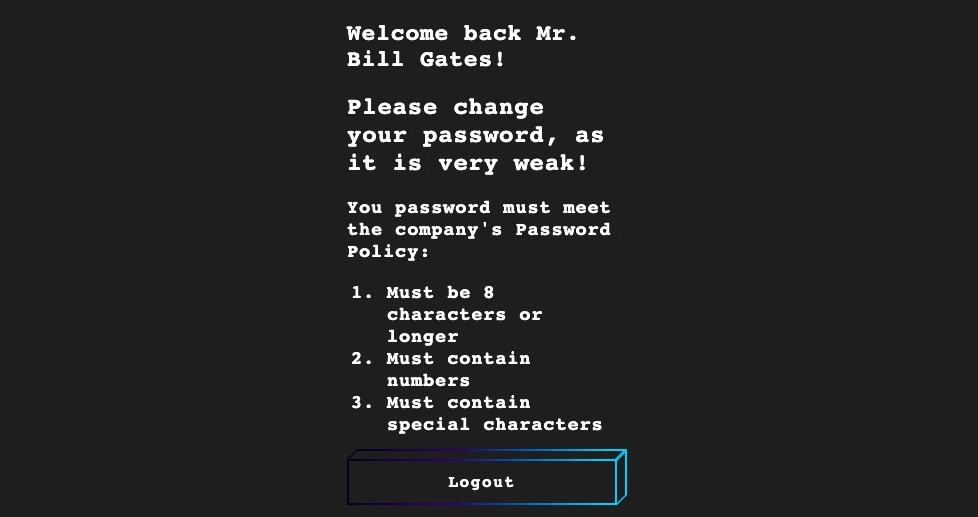 Welcome back Mr.
Bill Gates!
Please change
your password, as
it is very weak!
You password must meet
the company's Password
Policy:
1. Must be 8
characters or
longer
2. Must contain
numbers
3. Must contain
special characters
Logout